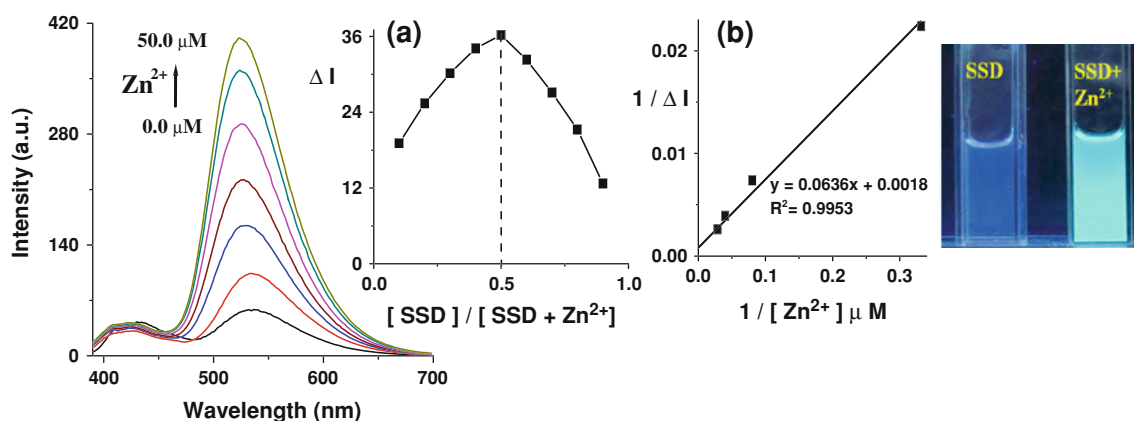 420
280
140
0
Intensity (a.u.)
400
500
600
700
Wavelength (nm)
50.0 μM
Zn²⁺
0.0 μM
(a)
Δ I
36
24
12
0
0.0
0.5
1.0
[ SSD ] / [ SSD + Zn²⁺]
(b)
1 / Δ I
0.02
0.01
0.00
0.0
0.1
0.2
0.3
y = 0.0636x + 0.0018
R²= 0.9953
1 / [ Zn²⁺ ] μ M
SSD
SSD+
Zn²⁺